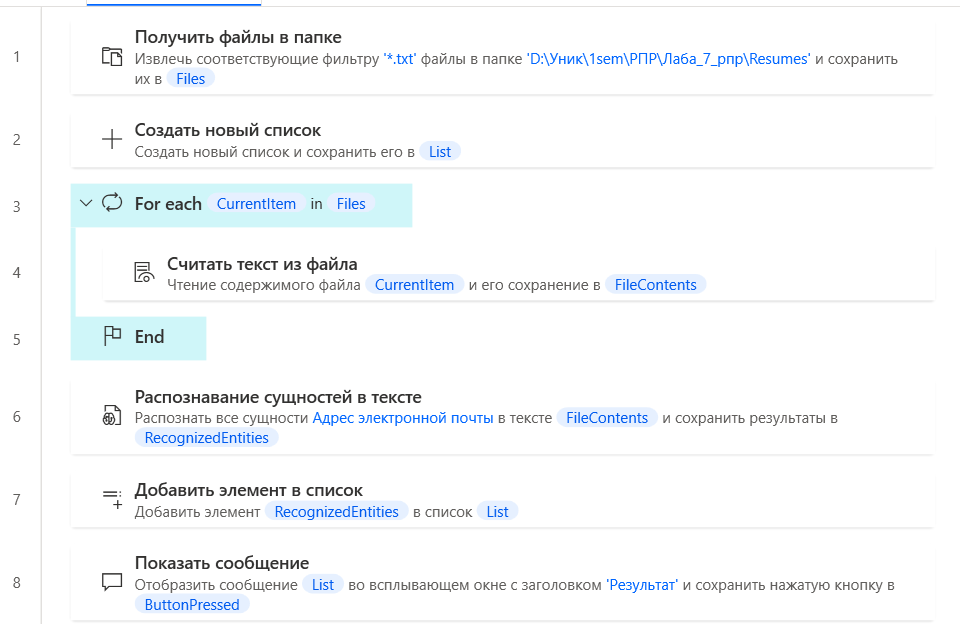 1
Получить файлы в папке
Извлечь соответствующие фильтру '*.txt' файлы в папке 'D:\Уник\1sem\РПР\Лаба_7_рпр\Resumes' и сохранить
их в Files
2
Создать новый список
Создать новый список и сохранить его в List
3
For each CurrentItem in Files
4
Считать текст из файла
Чтение содержимого файла CurrentItem и его сохранение в FileContents
5
End
6
Распознавание сущностей в тексте
Распознать все сущности Адрес электронной почты в тексте FileContents и сохранить результаты в
RecognizedEntities
7
Добавить элемент в список
Добавить элемент RecognizedEntities в список List
8
Показать сообщение
Отобразить сообщение List во всплывающем окне с заголовком 'Результат' и сохранить нажатую кнопку в
ButtonPressed